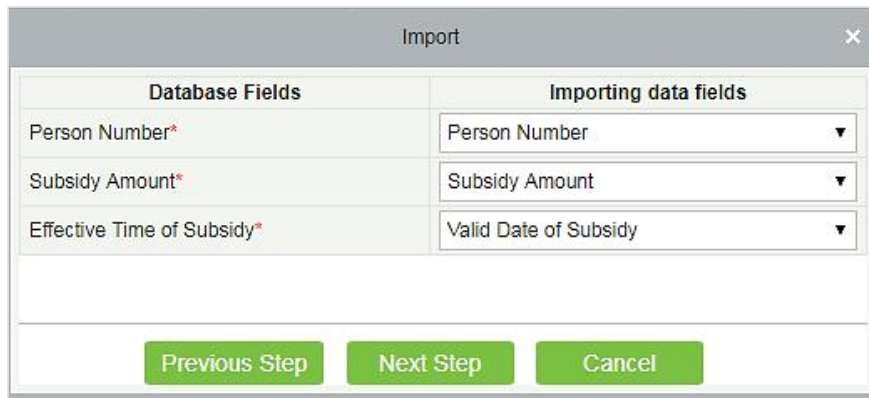 Import
Database Fields Importing data fields
Person Number* Person Number
Subsidy Amount* Subsidy Amount
Effective Time of Subsidy* Valid Date of Subsidy
Previous Step Next Step Cancel